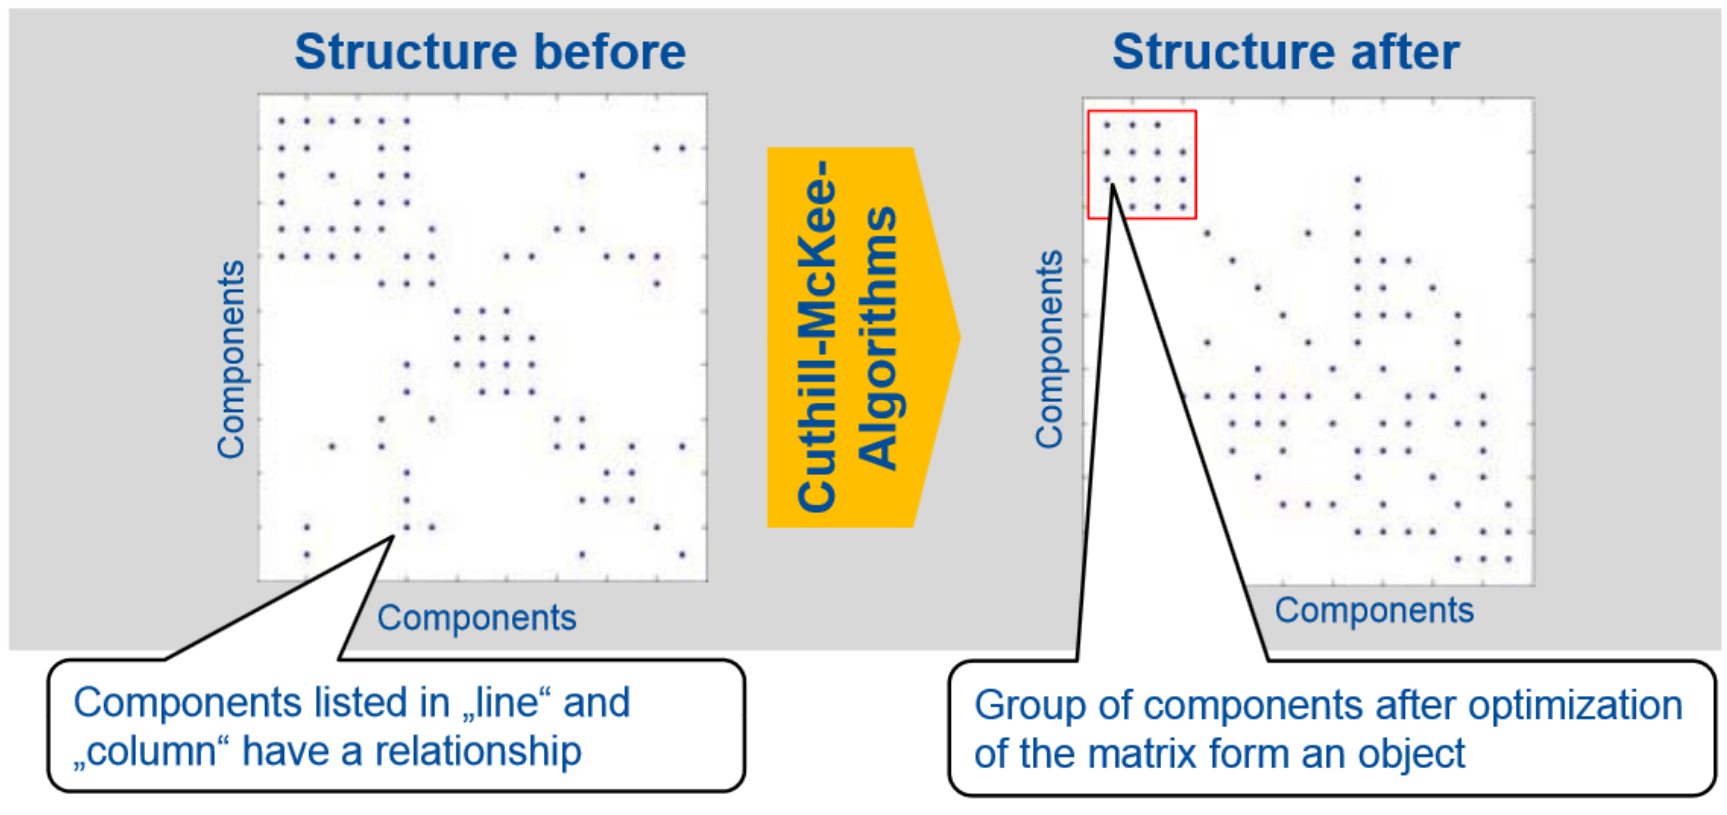 Structure before
Structure after
Components
Cuthill-McKee-
Algorithms
Components
Components
Components
Components listed in „line“ and
„column“ have a relationship
Group of components after optimization
of the matrix form an object